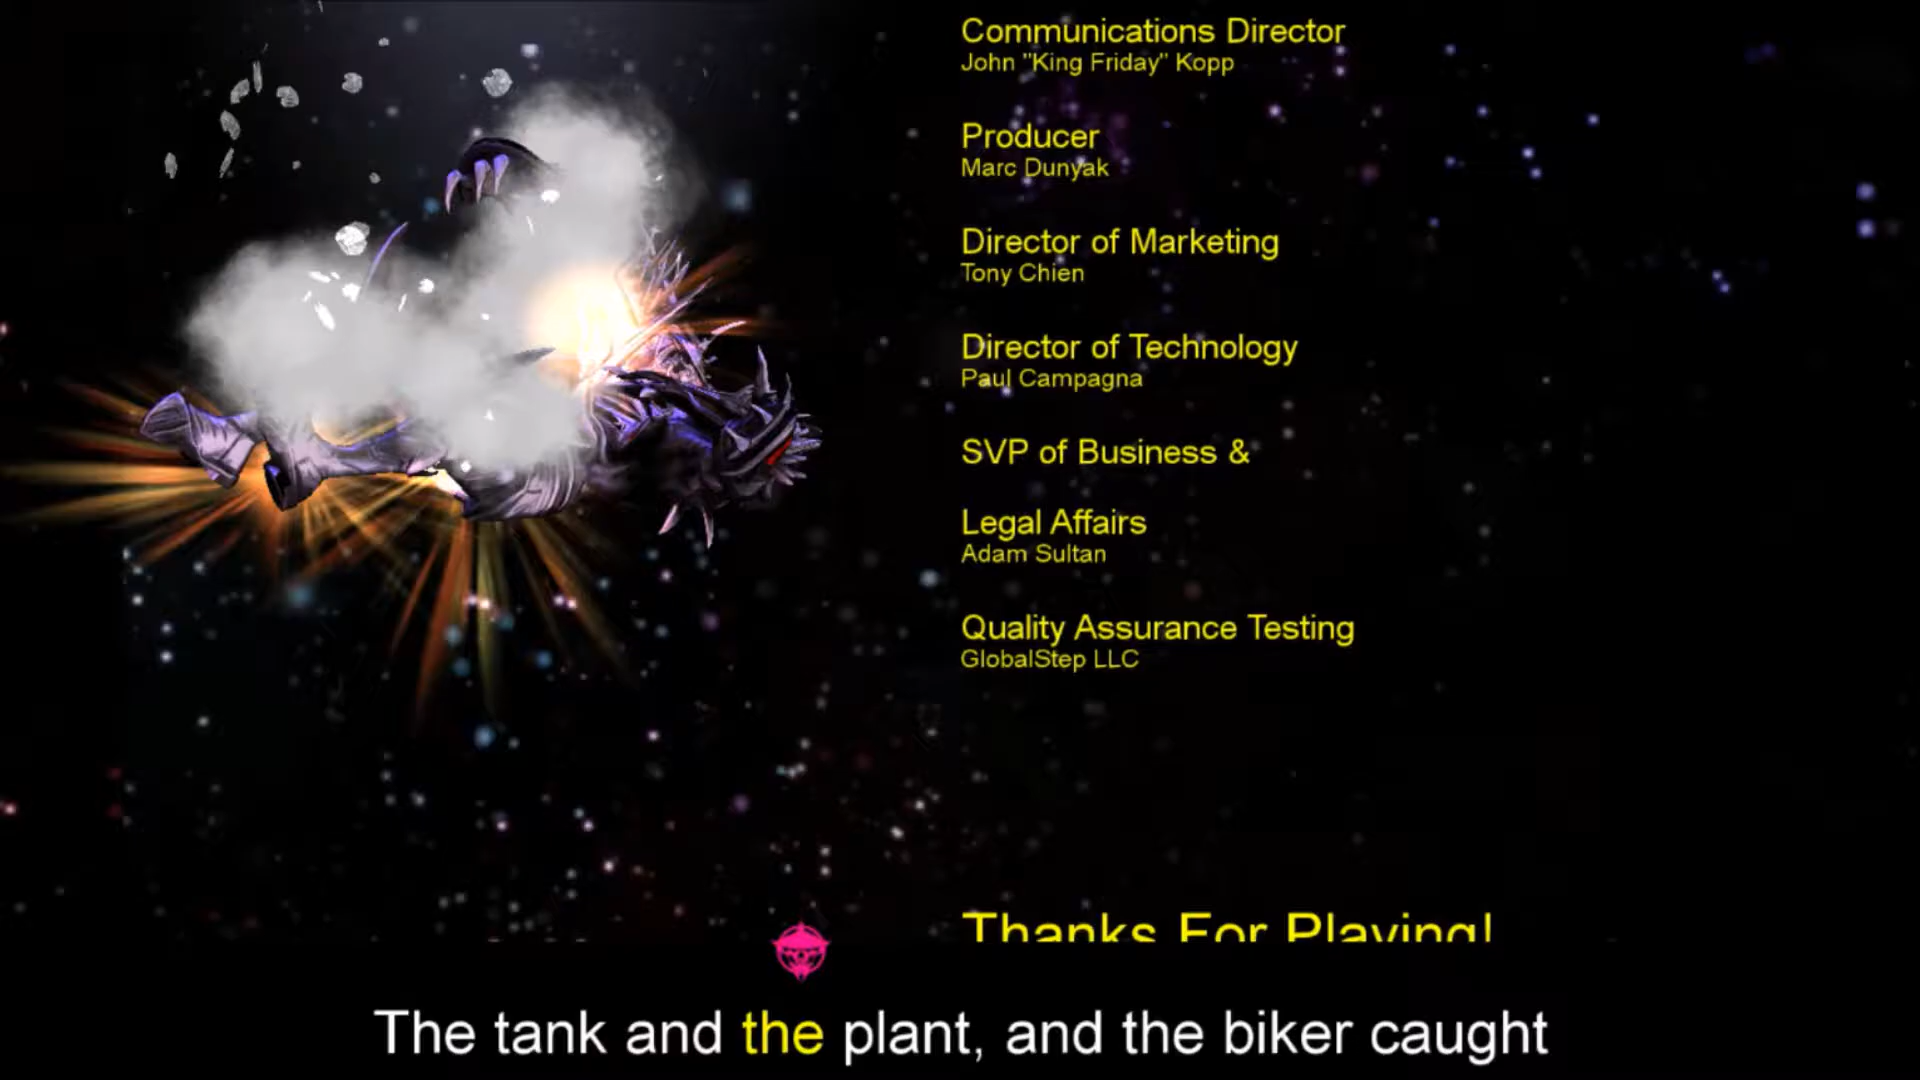 Communications Director
John "King Friday" Kopp
Producer
Marc Dunyak
Director of Marketing
Tony Chien
Director of Technology
Paul Campagna
SVP of Business &
Legal Affairs
Adam Sultan
Quality Assurance Testing
GlobalStep LLC
Thanks For Playing!
The tank and the plant, and the biker caught